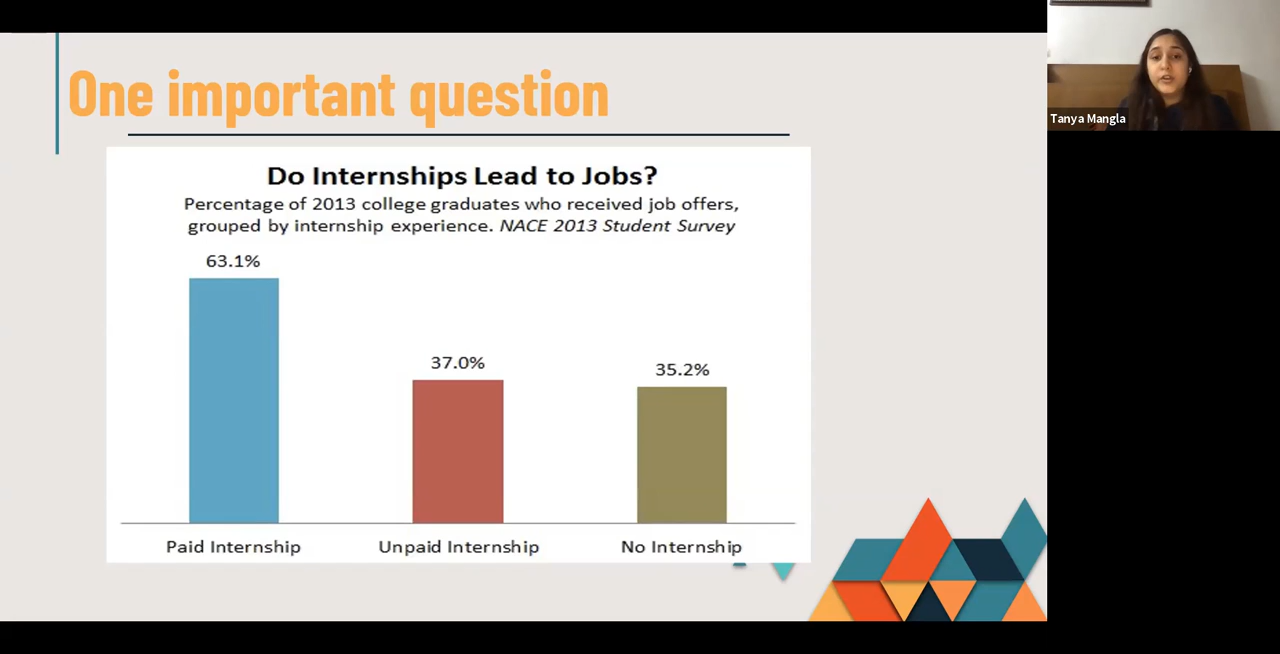 One important question
Tanya Mangla
Do Internships Lead to Jobs?
Percentage of 2013 college graduates who received job offers,
grouped by internship experience. NACE 2013 Student Survey
63.1%
37.0%
35.2%
Paid Internship
Unpaid Internship
No Internship